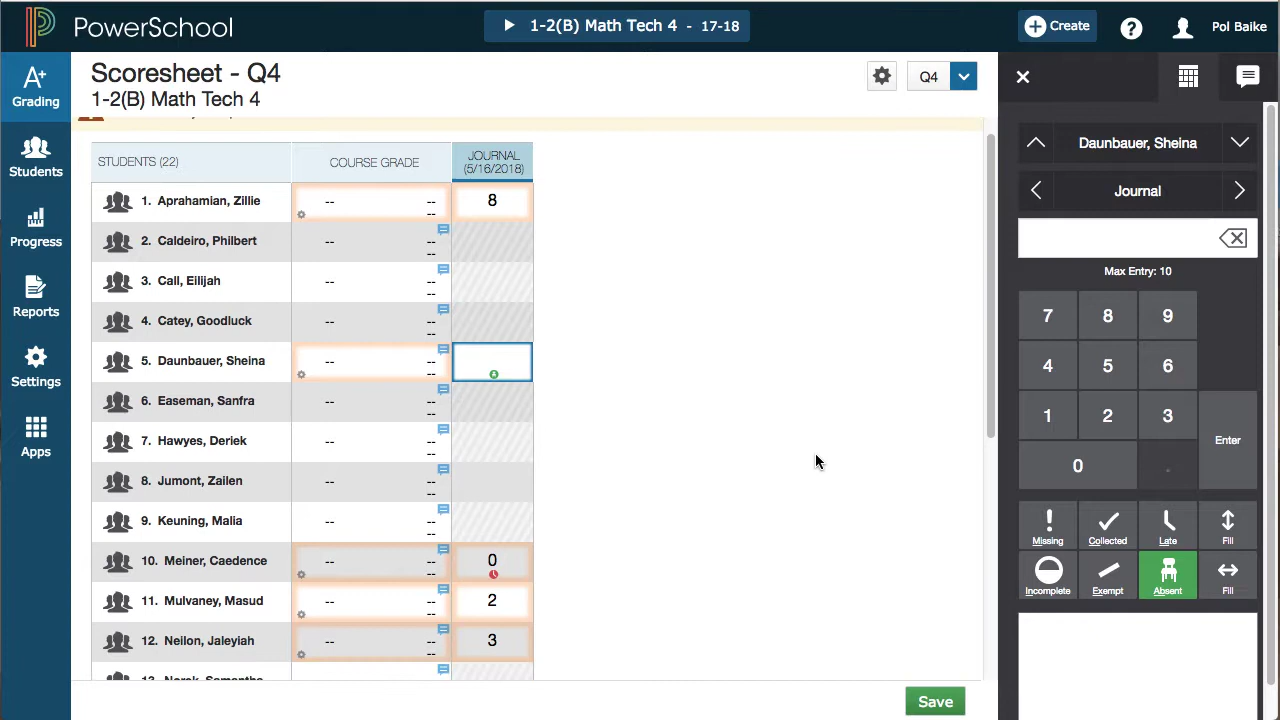 PowerSchool
1-2(B) Math Tech 4 - 17-18
Create
?
Pol Baike
A+
Grading
Students
Progress
Reports
Settings
Apps
Scoresheet - Q4
1-2(B) Math Tech 4
Q4
STUDENTS (22)
COURSE GRADE
JOURNAL
(5/16/2018)
1. Aprahamian, Zillie -- -- -- 8
2. Caldeiro, Philbert -- -- --
3. Call, Eilijah -- -- --
4. Catey, Goodluck -- -- --
5. Daunbauer, Sheina -- -- --
6. Easeman, Sanfra -- -- --
7. Hawyes, Deriek -- -- --
8. Jumont, Zailen -- -- --
9. Keuning, Malia -- -- --
10. Meiner, Caedence -- -- -- 0
11. Mulvaney, Masud -- -- -- 2
12. Neilon, Jaleyiah -- -- -- 3
Save
Daunbauer, Sheina
Journal
Max Entry: 10
7 8 9
4 5 6
1 2 3
Enter
0 .
Missing Collected Late Fill
Incomplete Exempt Absent Fill